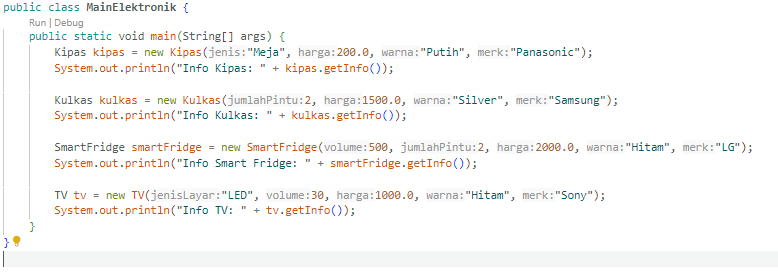 public class MainElektronik {
Run | Debug
public static void main(String[] args) {
Kipas kipas = new Kipas(jenis:"Meja", harga:200.0, warna:"Putih", merk:"Panasonic");
System.out.println("Info Kipas: " + kipas.getInfo());
Kulkas kulkas = new Kulkas(jumlahPintu:2, harga:1500.0, warna:"Silver", merk:"Samsung");
System.out.println("Info Kulkas: " + kulkas.getInfo());
SmartFridge smartFridge = new SmartFridge(volume:500, jumlahPintu:2, harga:2000.0, warna:"Hitam", merk:"LG");
System.out.println("Info Smart Fridge: " + smartFridge.getInfo());
TV tv = new TV(jenisLayar:"LED", volume:30, harga:1000.0, warna:"Hitam", merk:"Sony");
System.out.println("Info TV: " + tv.getInfo());
}
}